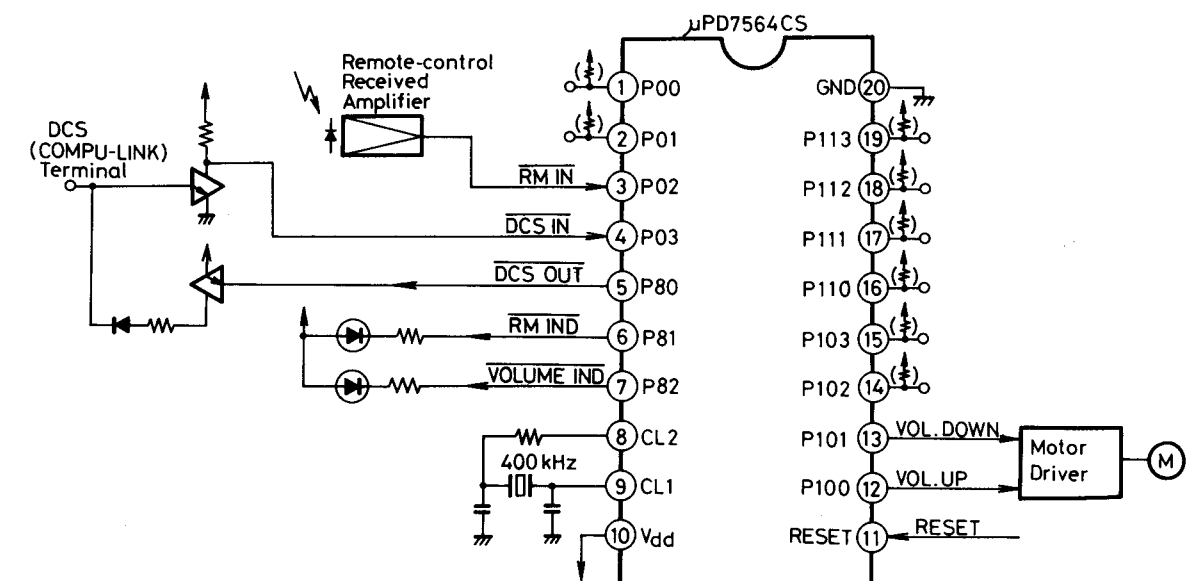 µPD7564CS
Remote-control
Received
Amplifier
DCS
(COMPU-LINK)
Terminal
RM IN
DCS IN
DCS OUT
RM IND
VOLUME IND
400 kHz
1 P00
2 P01
3 P02
4 P03
5 P80
6 P81
7 P82
8 CL2
9 CL1
10 Vdd
GND 20
P113 19
P112 18
P111 17
P110 16
P103 15
P102 14
P101 13
P100 12
RESET 11
VOL.DOWN
VOL.UP
RESET
Motor
Driver
M